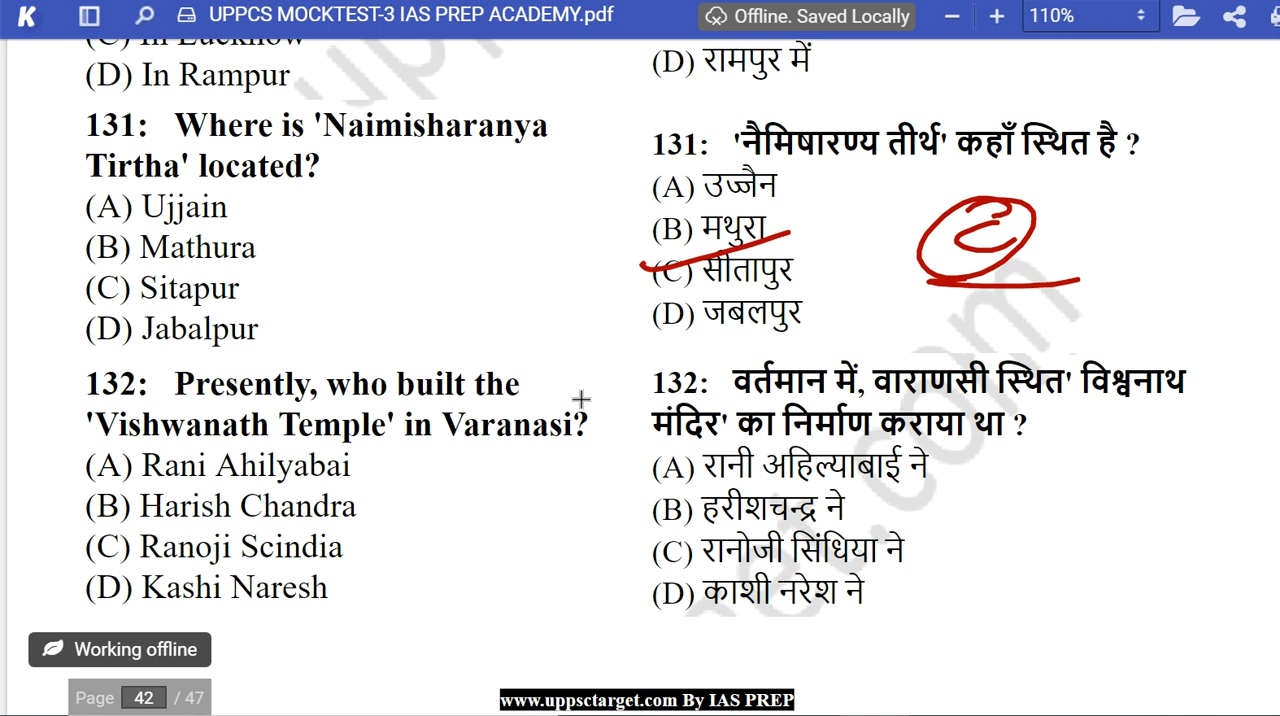 UPPCS MOCKTEST-3 IAS PREP ACADEMY.pdf
Offline. Saved Locally
110%
(C) In Lucknow
(D) In Rampur
131: Where is 'Naimisharanya
Tirtha' located?
(A) Ujjain
(B) Mathura
(C) Sitapur
(D) Jabalpur
132: Presently, who built the
'Vishwanath Temple' in Varanasi?
(A) Rani Ahilyabai
(B) Harish Chandra
(C) Ranoji Scindia
(D) Kashi Naresh
(D) रामपुर में
131: 'नैमिषारण्य तीर्थ' कहाँ स्थित है ?
(A) उज्जैन
(B) मथुरा
(C) सीतापुर
(D) जबलपुर
132: वर्तमान में, वाराणसी स्थित' विश्वनाथ
मंदिर' का निर्माण कराया था ?
(A) रानी अहिल्याबाई ने
(B) हरीशचन्द्र ने
(C) रानोजी सिंधिया ने
(D) काशी नरेश ने
Working offline
Page 42 / 47
www.uppsctarget.com By IAS PREP